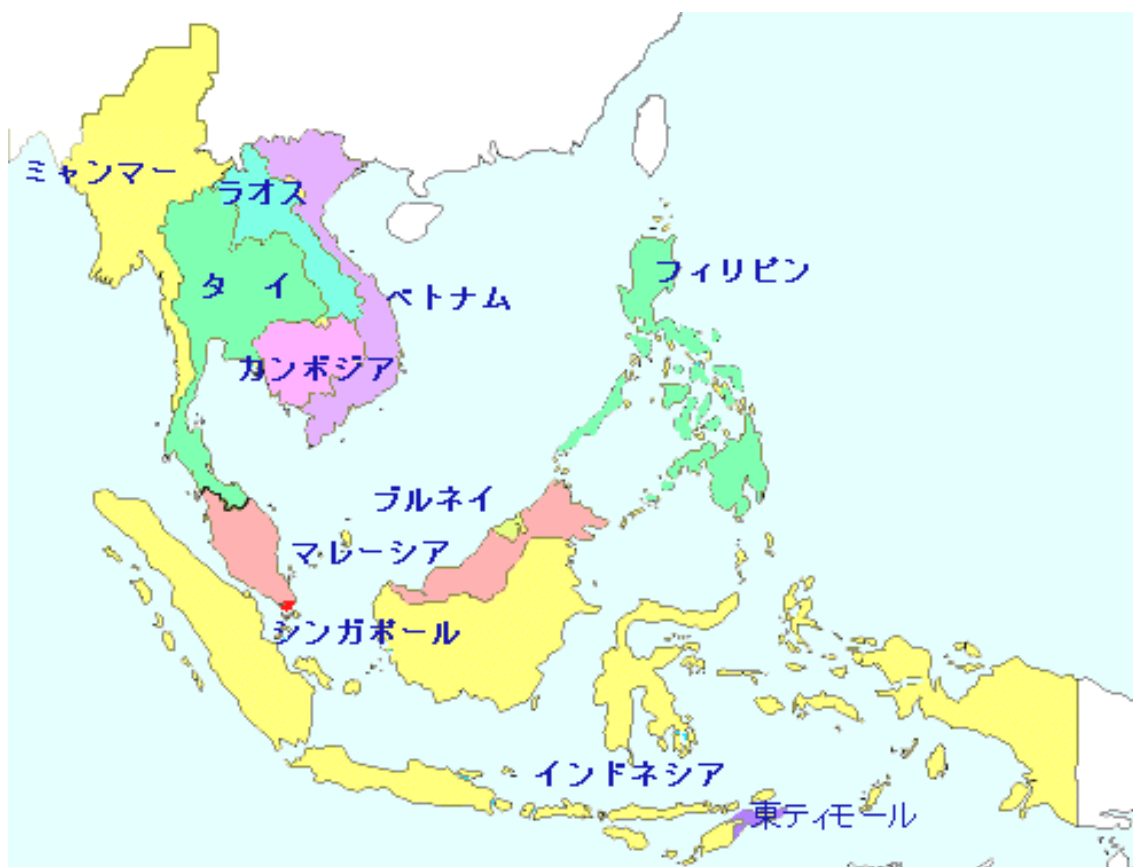 ミャンマー
ラオス
タイ
ベトナム
フィリピン
カンボジア
ブルネイ
マレーシア
シンガポール
インドネシア
東ティモール